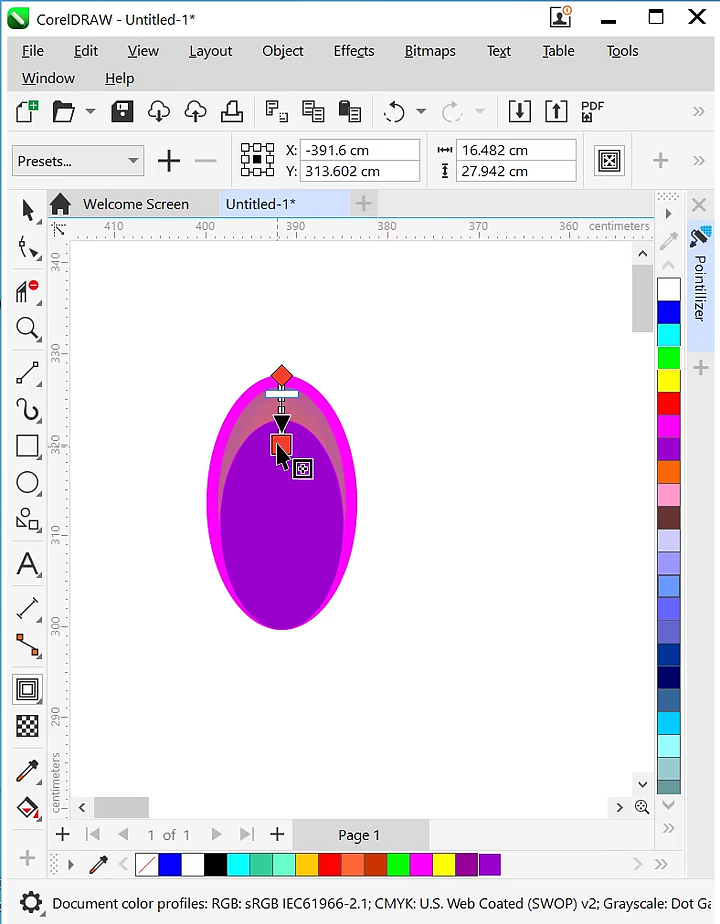 CorelDRAW - Untitled-1*
File Edit View Layout Object Effects Bitmaps Text Table Tools
Window Help
PDF
Presets...
X: -391.6 cm
Y: 313.602 cm
16.482 cm
27.942 cm
Welcome Screen
Untitled-1*
410 400 390 380 370 360 centimeters
340
330
320
310
300
290
centimeters
Pointillizer
1 of 1
Page 1
Document color profiles: RGB: sRGB IEC61966-2.1; CMYK: U.S. Web Coated (SWOP) v2; Grayscale: Dot Ga